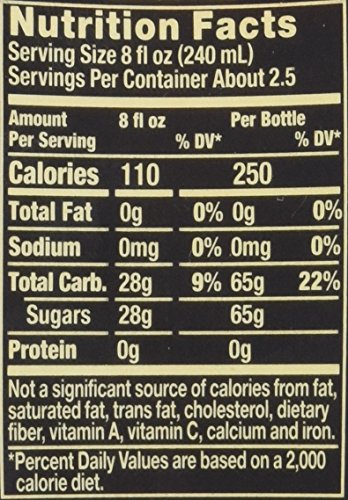 Nutrition Facts
Serving Size 8 fl oz (240 mL)
Servings Per Container About 2.5
Amount Per Serving 8 fl oz % DV* Per Bottle % DV*
Calories 110 250
Total Fat 0g 0% 0g 0%
Sodium 0mg 0% 0mg 0%
Total Carb. 28g 9% 65g 22%
Sugars 28g 65g
Protein 0g 0g
Not a significant source of calories from fat,
saturated fat, trans fat, cholesterol, dietary
fiber, vitamin A, vitamin C, calcium and iron.
*Percent Daily Values are based on a 2,000
calorie diet.